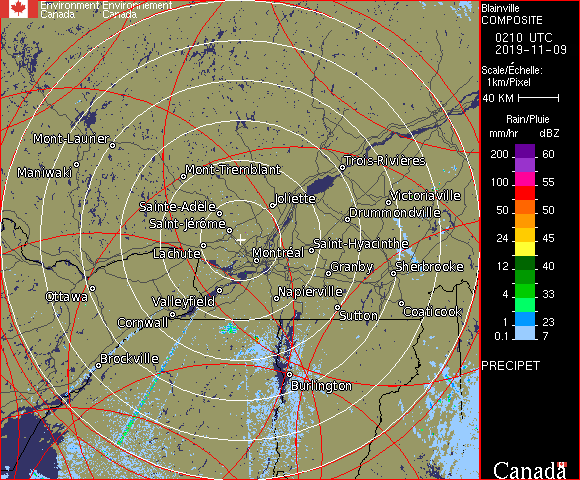 Environment Environnement
Canada Canada
Blainville
COMPOSITE
0210 UTC
2019-11-09
Scale/Échelle:
1km/Pixel
40 KM
Rain/Pluie
mm/hr dBZ
200 60
100 55
50 50
24 45
12 40
4 33
2 30
1 23
0.1 7
PRECIPET
Mont-Laurier
Maniwaki
Mont-Tremblant
Trois-Rivières
Sainte-Adèle
Joliette
Victoriaville
Saint-Jérôme
Drummondville
Lachute
Montréal
Saint-Hyacinthe
Granby
Sherbrooke
Ottawa
Valleyfield
Napierville
Cornwall
Sutton
Coaticook
Brockville
Burlington
Canada